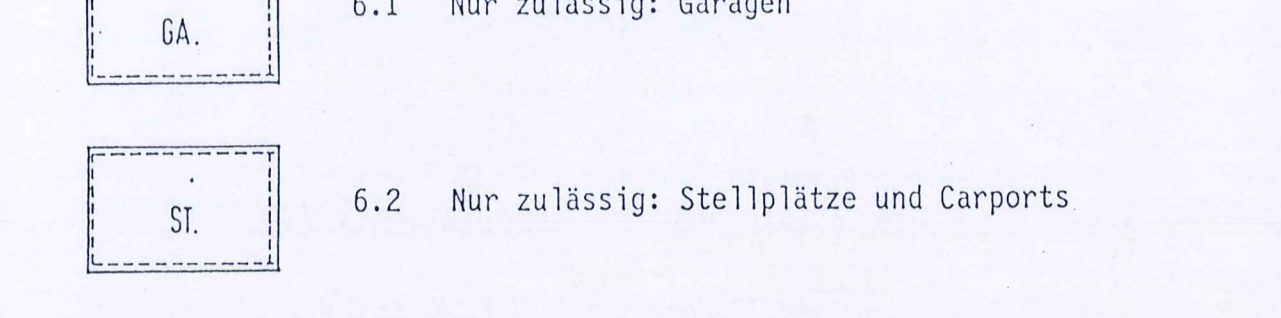 6.1 Nur zulässig: Garagen
GA.
6.2 Nur zulässig: Stellplätze und Carports
ST.